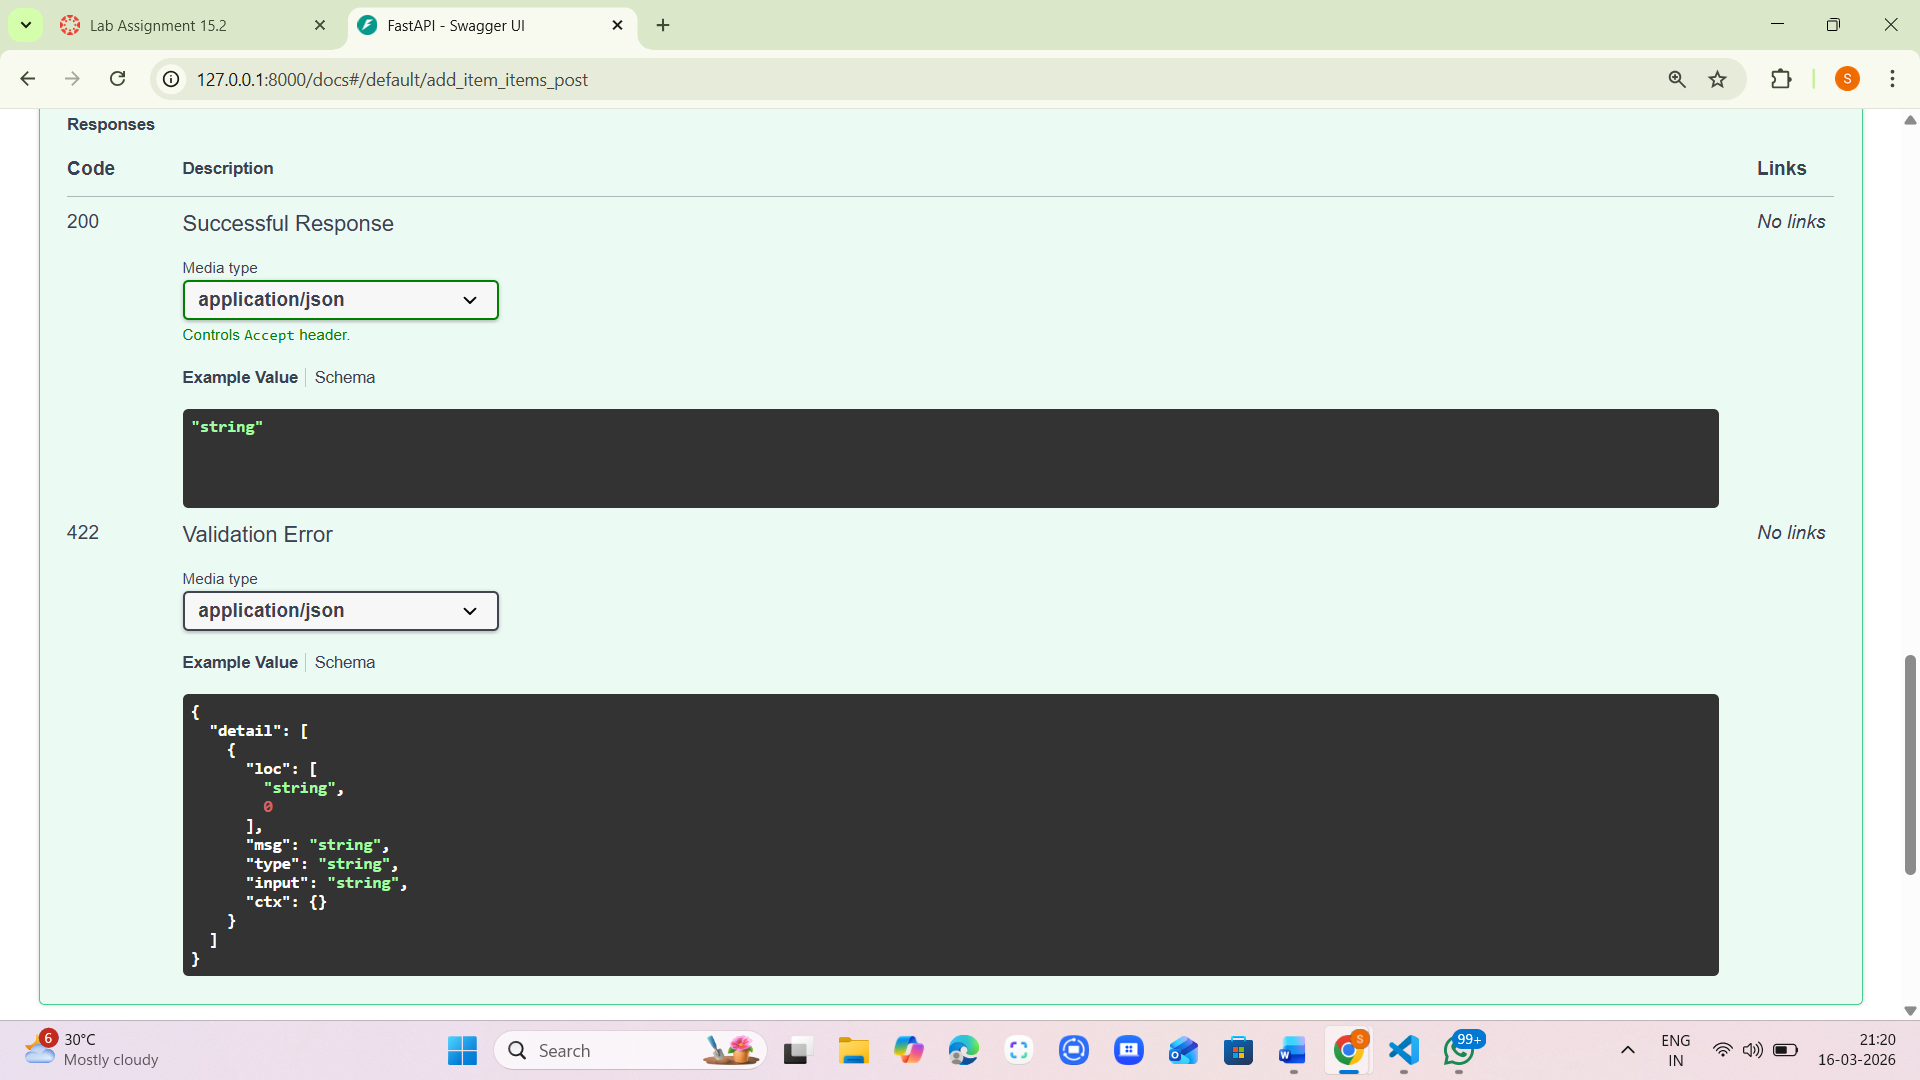 Lab Assignment 15.2
FastAPI - Swagger UI
127.0.0.1:8000/docs#/default/add_item_items_post
S
Responses
Code Description Links
200 Successful Response No links
Media type
application/json
Controls Accept header.
Example Value Schema
"string"
422 Validation Error No links
Media type
application/json
Example Value Schema
{
  "detail": [
    {
      "loc": [
        "string",
        0
      ],
      "msg": "string",
      "type": "string",
      "input": "string",
      "ctx": {}
    }
  ]
}
6
30°C
Mostly cloudy
Search
W
S
99+
ENG
IN
21:20
16-03-2026